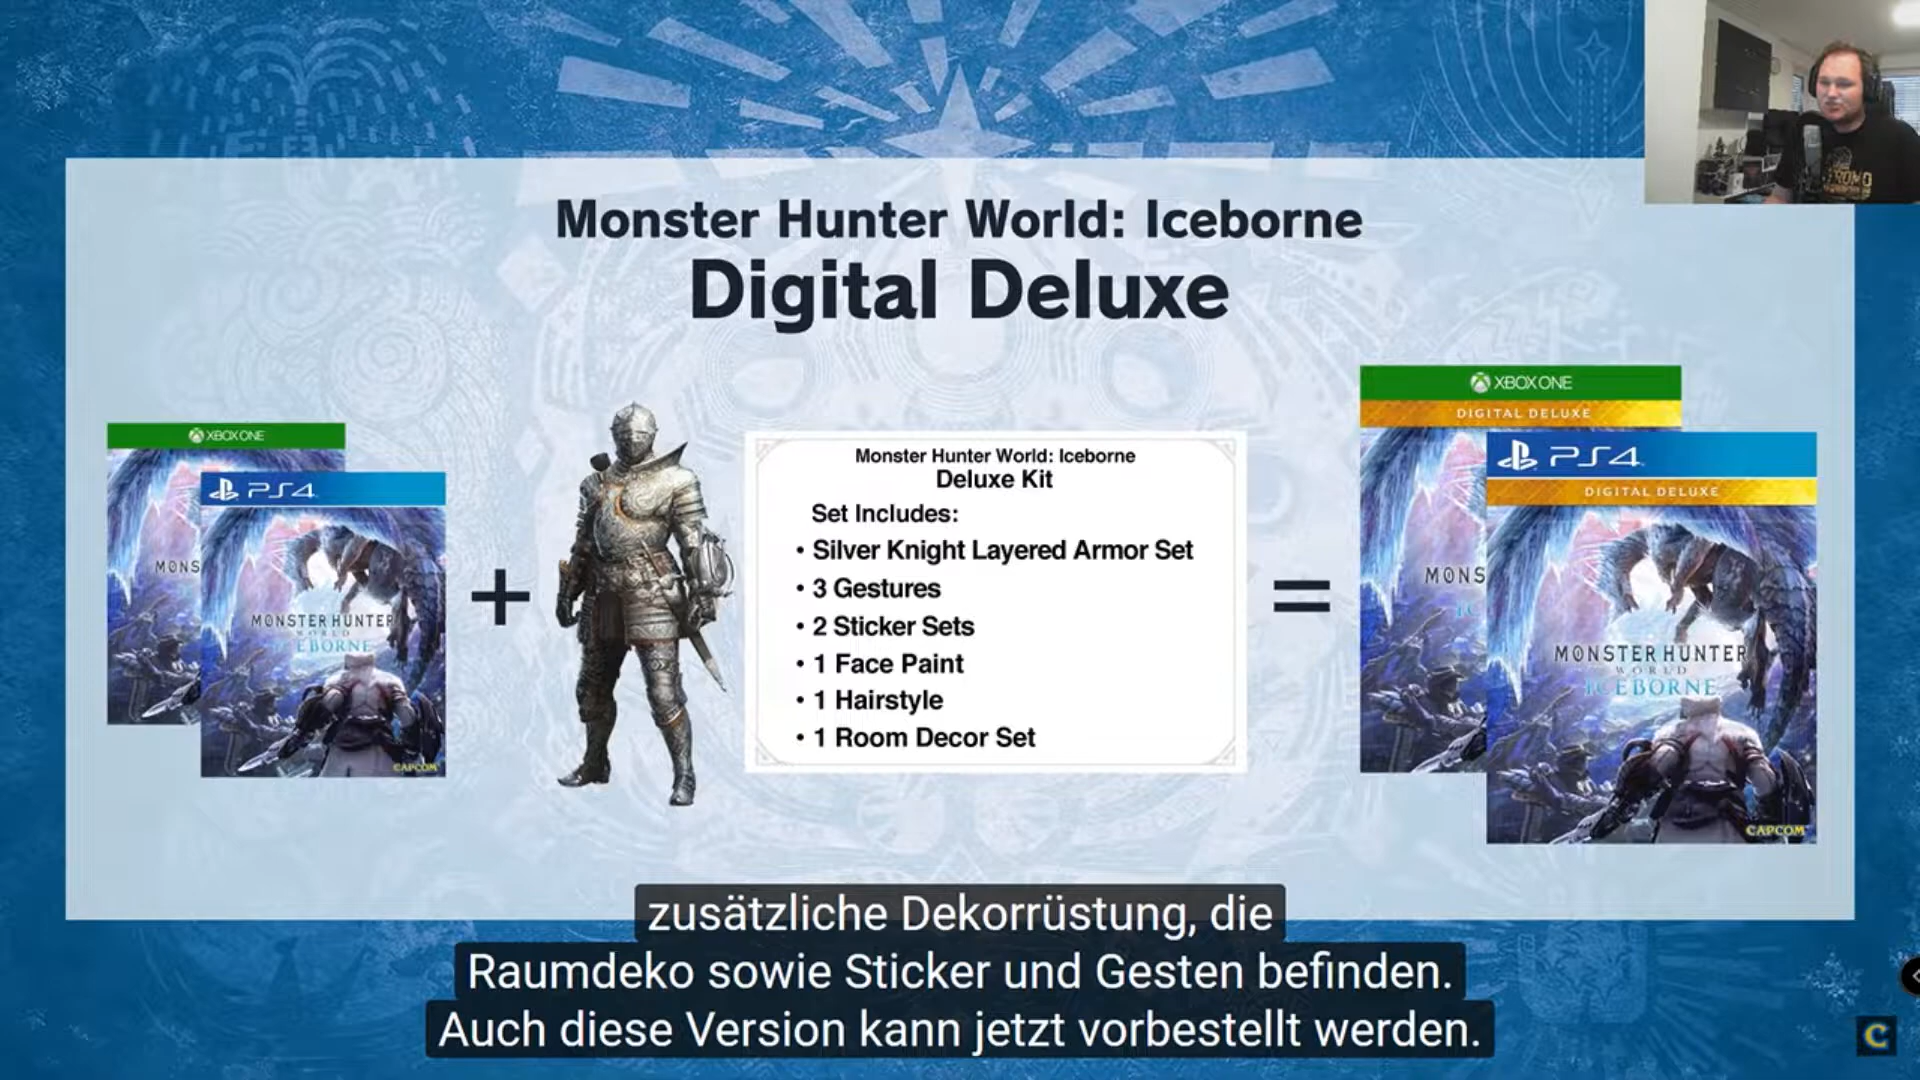 Monster Hunter World: Iceborne
Digital Deluxe
XBOX ONE
PS4
MONS
MONSTER HUNTER
WORLD
ICEBORNE
CAPCOM
+
Monster Hunter World: Iceborne
Deluxe Kit
Set Includes:
• Silver Knight Layered Armor Set
• 3 Gestures
• 2 Sticker Sets
• 1 Face Paint
• 1 Hairstyle
• 1 Room Decor Set
=
XBOX ONE
DIGITAL DELUXE
PS4
DIGITAL DELUXE
MONS
IC
MONSTER HUNTER
WORLD
ICEBORNE
CAPCOM
zusätzliche Dekorrüstung, die
Raumdeko sowie Sticker und Gesten befinden.
Auch diese Version kann jetzt vorbestellt werden.
C